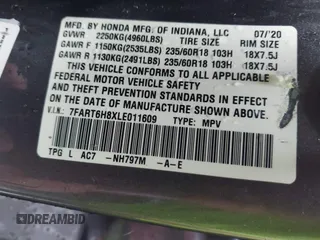 MFD. BY HONDA OF INDIANA, LLC 07/20
GVWR 2250KG(4960LBS) TIRE SIZE RIM SIZE
GAWR F 1150KG(2535LBS) 235/60R18 103H 18X7.5J
GAWR R 1130KG(2491LBS) 235/60R18 103H 18X7.5J
THIS VEHICLE CONFORMS TO ALL APPLICABLE
FEDERAL MOTOR VEHICLE SAFETY
BUMPER, AND THEFT PREVENTION STANDARDS
IN EFFECT ON THE DATE OF MANUFACTURE
SHOWN ABOVE.
V.I.N: 7FART6H8XLE011609 TYPE: MPV
TPG L AC7 -NH797M -A-E
DREAMBID